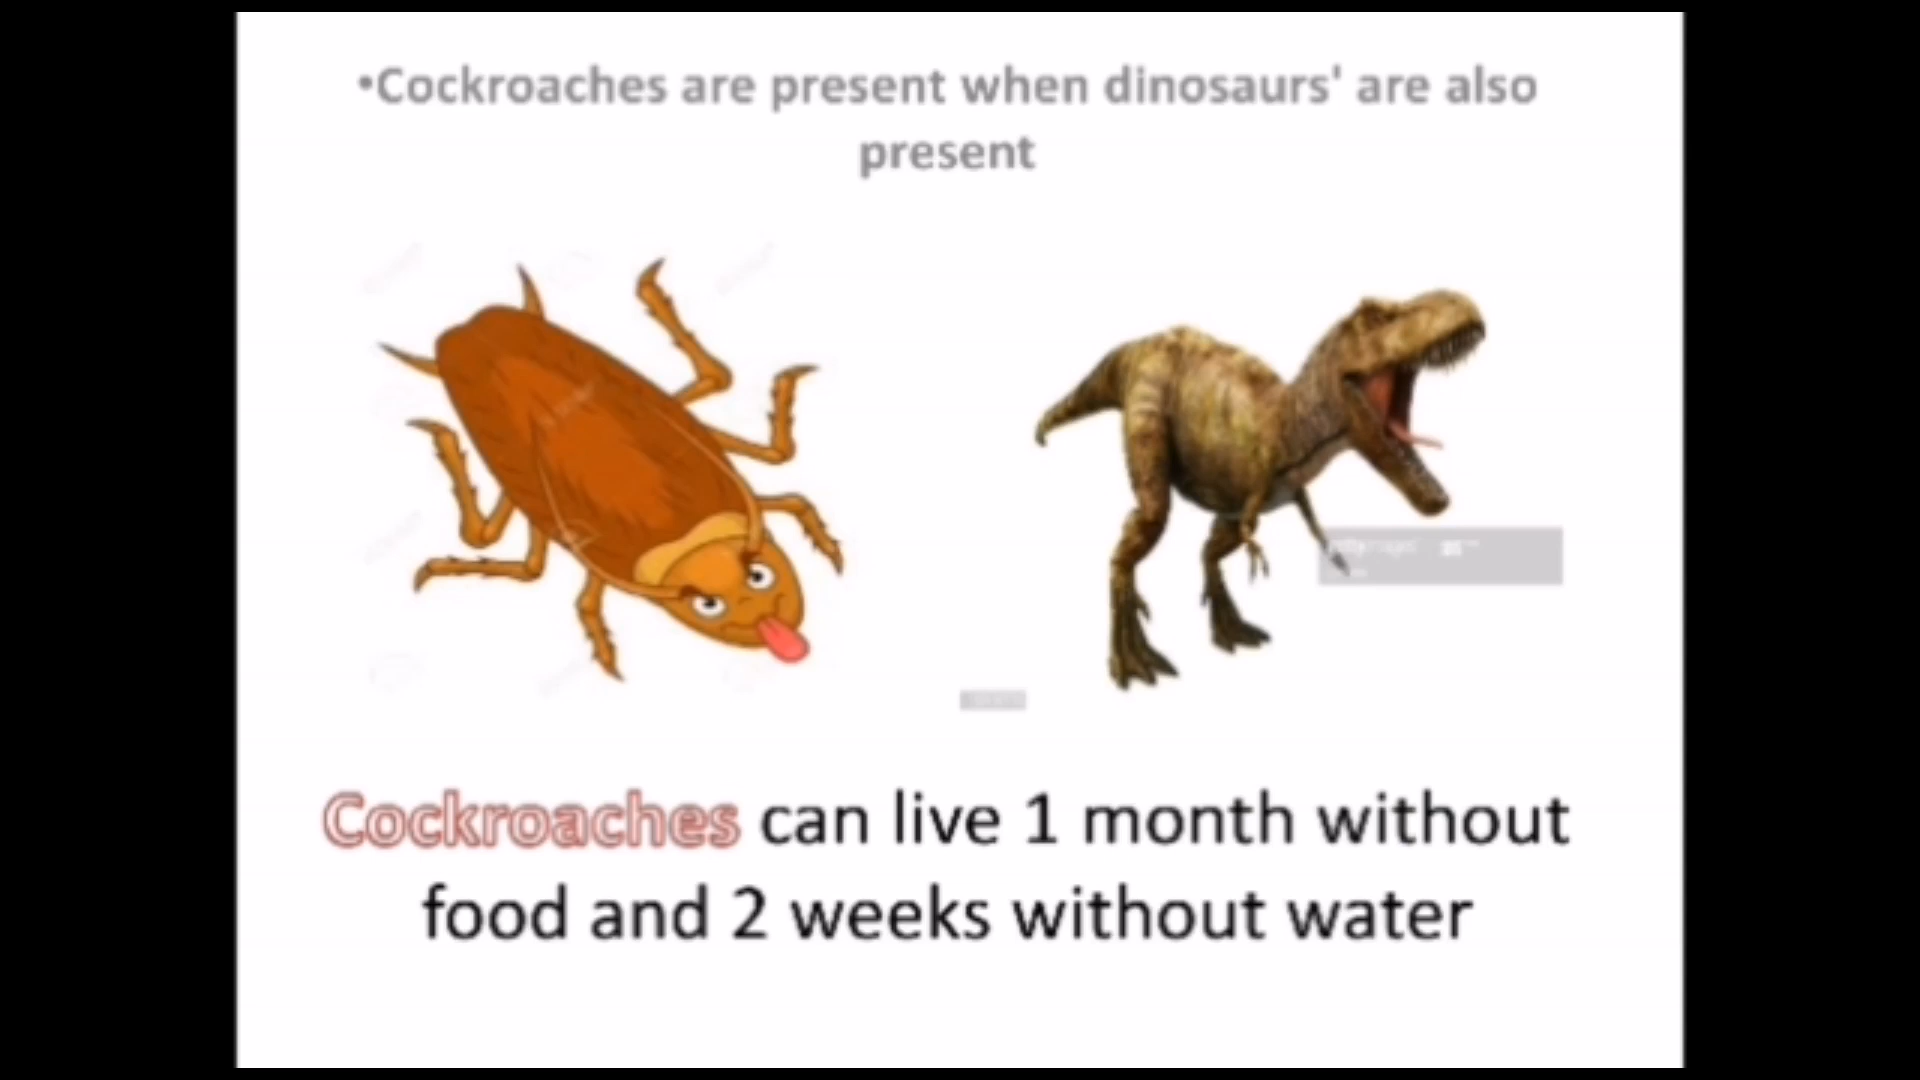 •Cockroaches are present when dinosaurs' are also
present
Cockroaches can live 1 month without
food and 2 weeks without water